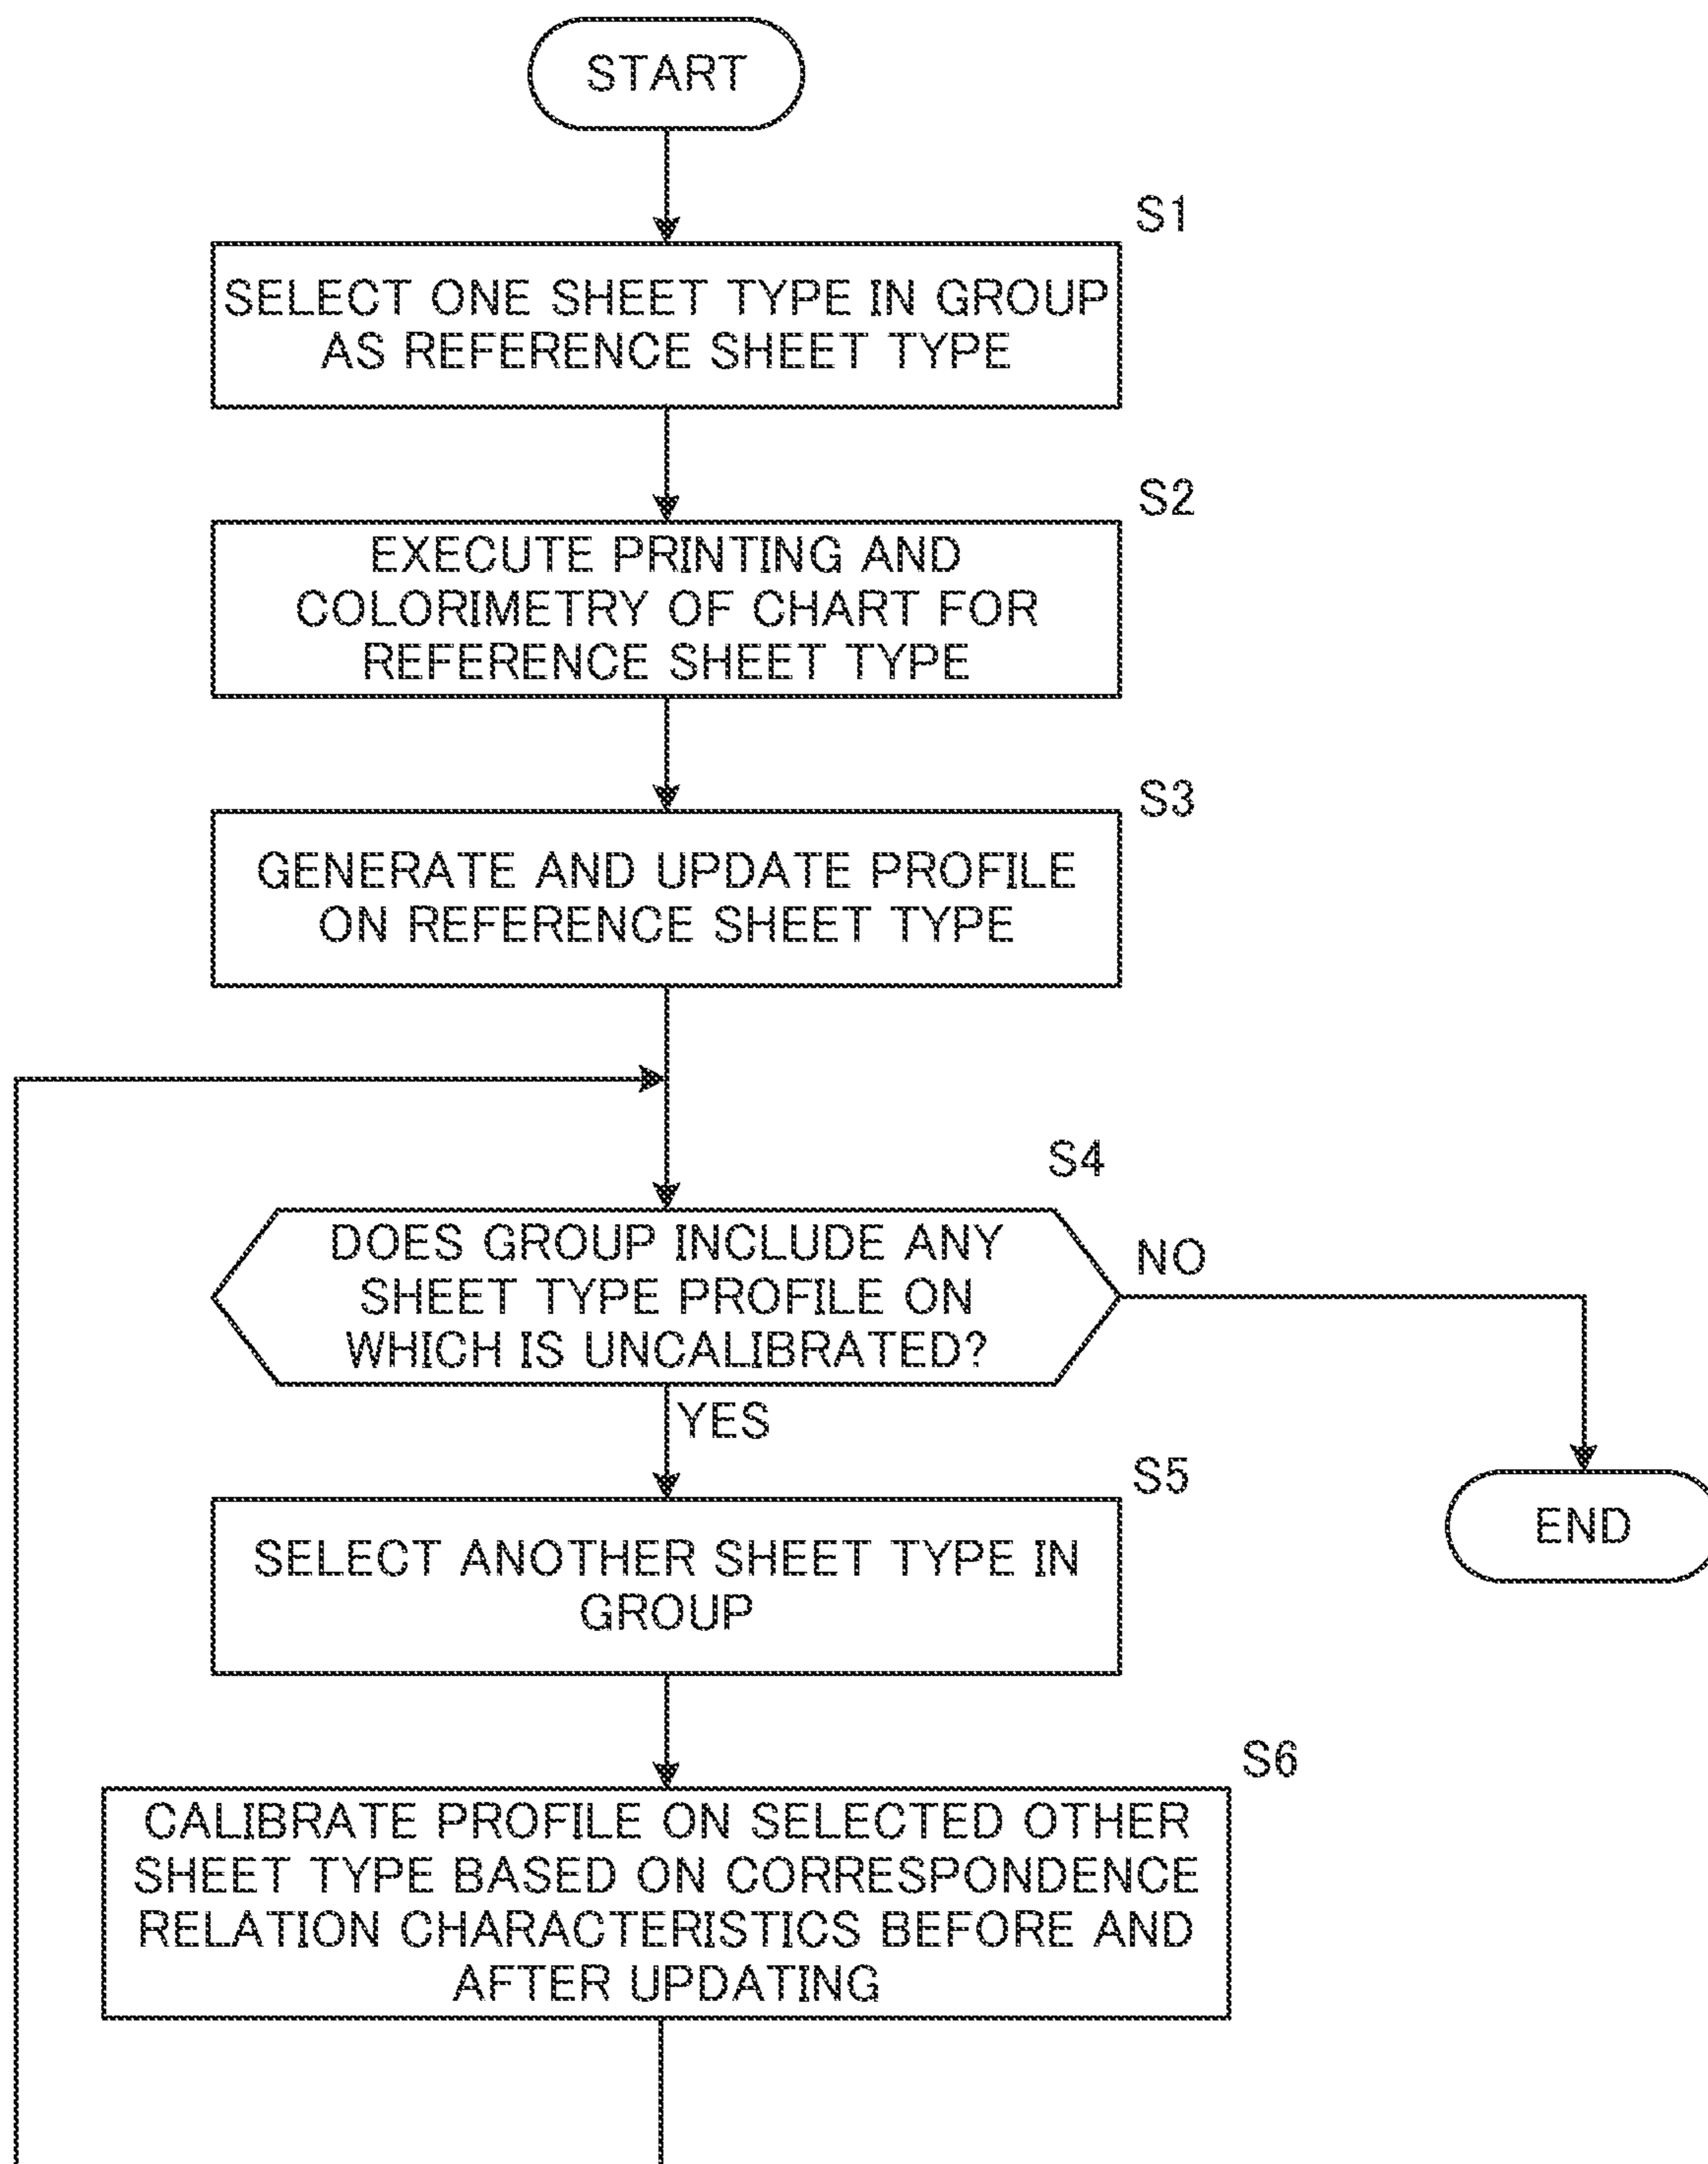 START
S1
SELECT ONE SHEET TYPE IN GROUP
AS REFERENCE SHEET TYPE
S2
EXECUTE PRINTING AND
COLORIMETRY OF CHART FOR
REFERENCE SHEET TYPE
S3
GENERATE AND UPDATE PROFILE
ON REFERENCE SHEET TYPE
S4
DOES GROUP INCLUDE ANY
SHEET TYPE PROFILE ON
WHICH IS UNCALIBRATED?
NO
YES
S5
SELECT ANOTHER SHEET TYPE IN
GROUP
END
S6
CALIBRATE PROFILE ON SELECTED OTHER
SHEET TYPE BASED ON CORRESPONDENCE
RELATION CHARACTERISTICS BEFORE AND
AFTER UPDATING